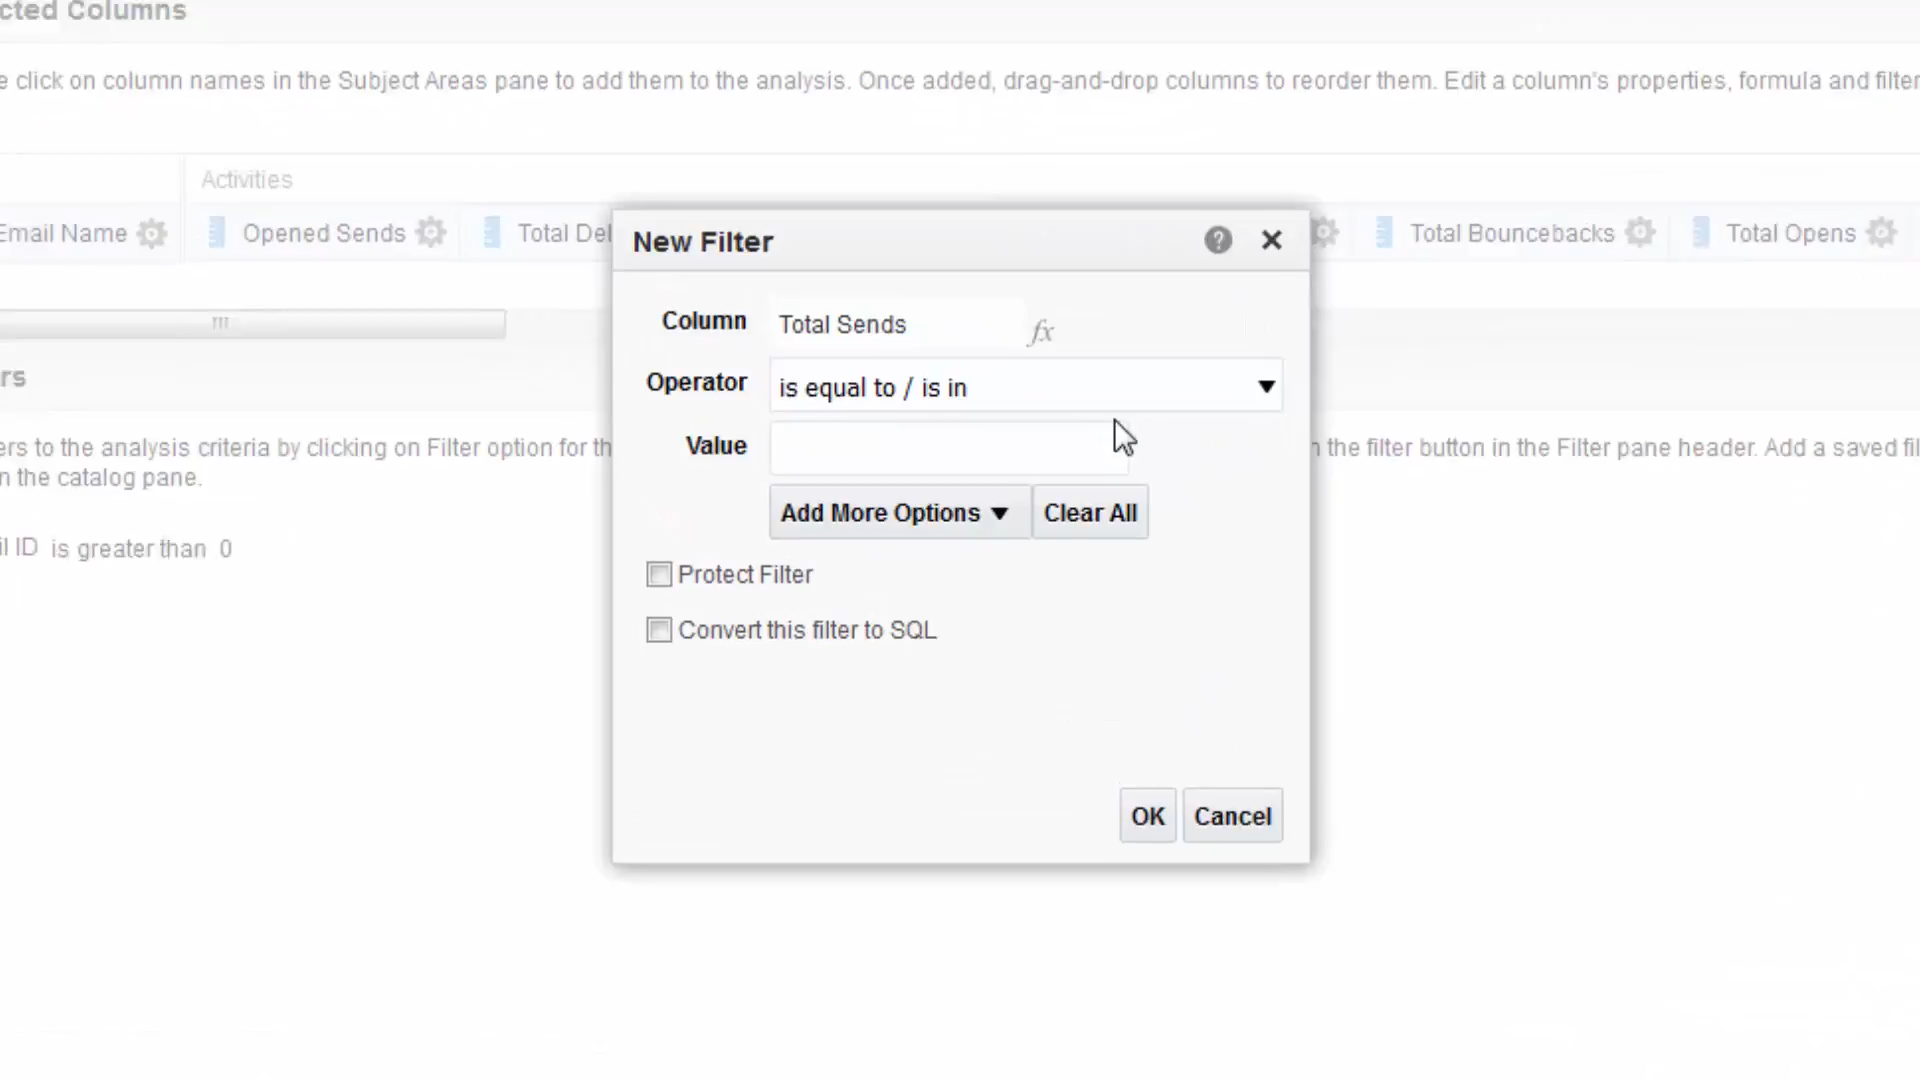 cted Columns
e click on column names in the Subject Areas pane to add them to the analysis. Once added, drag-and-drop columns to reorder them. Edit a column's properties, formula and filter
Activities
Email Name Opened Sends Total Del Total Bouncebacks Total Opens
New Filter
Column Total Sends fx
Operator is equal to / is in
rs
Value
ers to the analysis criteria by clicking on Filter option for th n the filter button in the Filter pane header. Add a saved fil
n the catalog pane.
Add More Options Clear All
il ID is greater than 0
Protect Filter
Convert this filter to SQL
OK Cancel